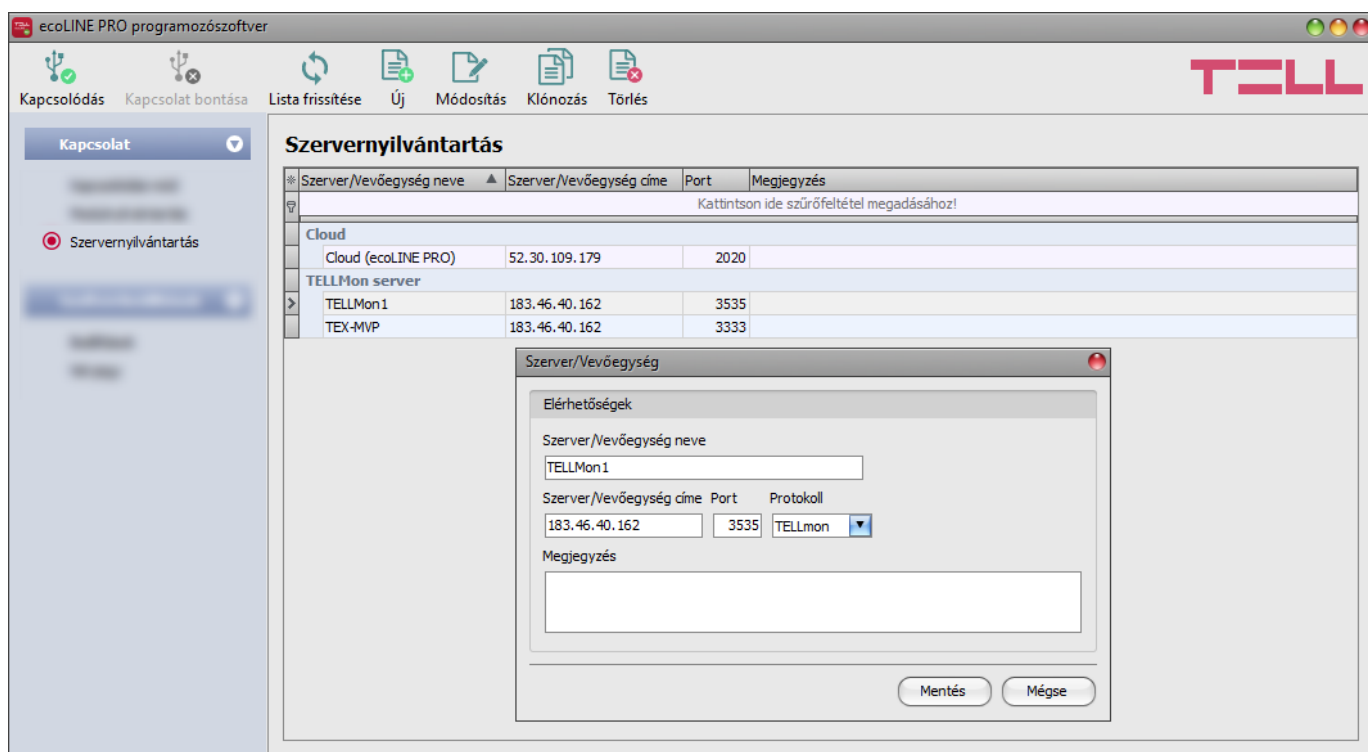 ecoLINE PRO programozószoftver
Kapcsolódás Kapcsolat bontása Lista frissítése Új Módosítás Klónozás Törlés
TELL
Kapcsolat
Szervernyilvántartás
Szervernyilvántartás
Szerver/Vevőegység neve Szerver/Vevőegység címe Port Megjegyzés
Kattintson ide szűrőfeltétel megadásához!
Cloud
Cloud (ecoLINE PRO) 52.30.109.179 2020
TELLMon server
TELLMon1 183.46.40.162 3535
TEX-MVP 183.46.40.162 3333
Szerver/Vevőegység
Elérhetőségek
Szerver/Vevőegység neve
TELLMon1
Szerver/Vevőegység címe Port Protokoll
183.46.40.162 3535 TELLmon
Megjegyzés
Mentés Mégse